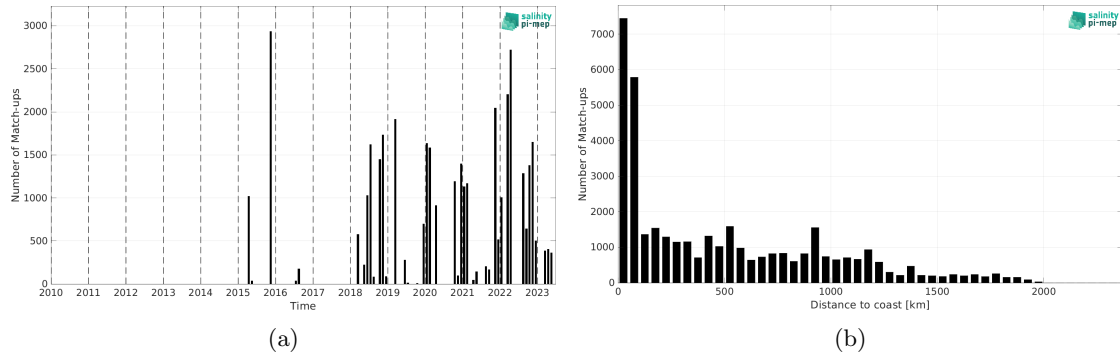 salinity
pi-mep
Number of Match-ups
3000
2500
2000
1500
1000
500
0
2010 2011 2012 2013 2014 2015 2016 2017 2018 2019 2020 2021 2022 2023
Time
(a)
salinity
pi-mep
Number of Match-ups
7000
6000
5000
4000
3000
2000
1000
0
0 500 1000 1500 2000
Distance to coast [km]
(b)